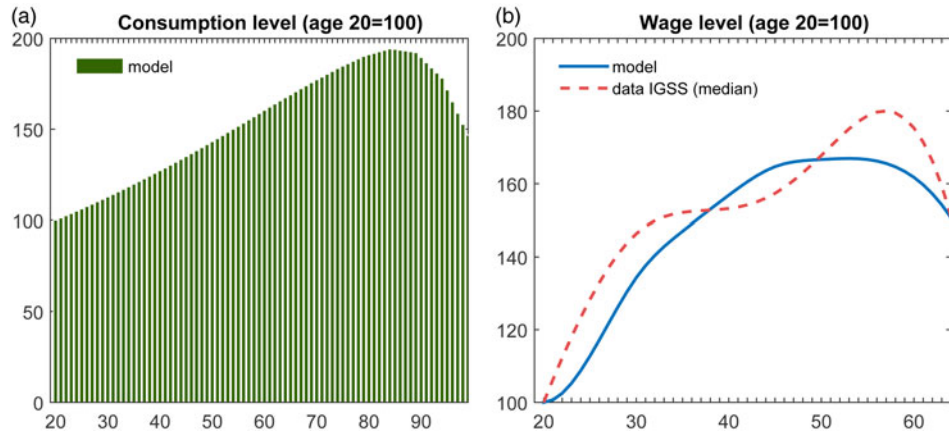 (a)
Consumption level (age 20=100)
200
150
100
50
0
model
20 30 40 50 60 70 80 90
(b)
Wage level (age 20=100)
200
180
160
140
120
100
model
data IGSS (median)
20 30 40 50 60